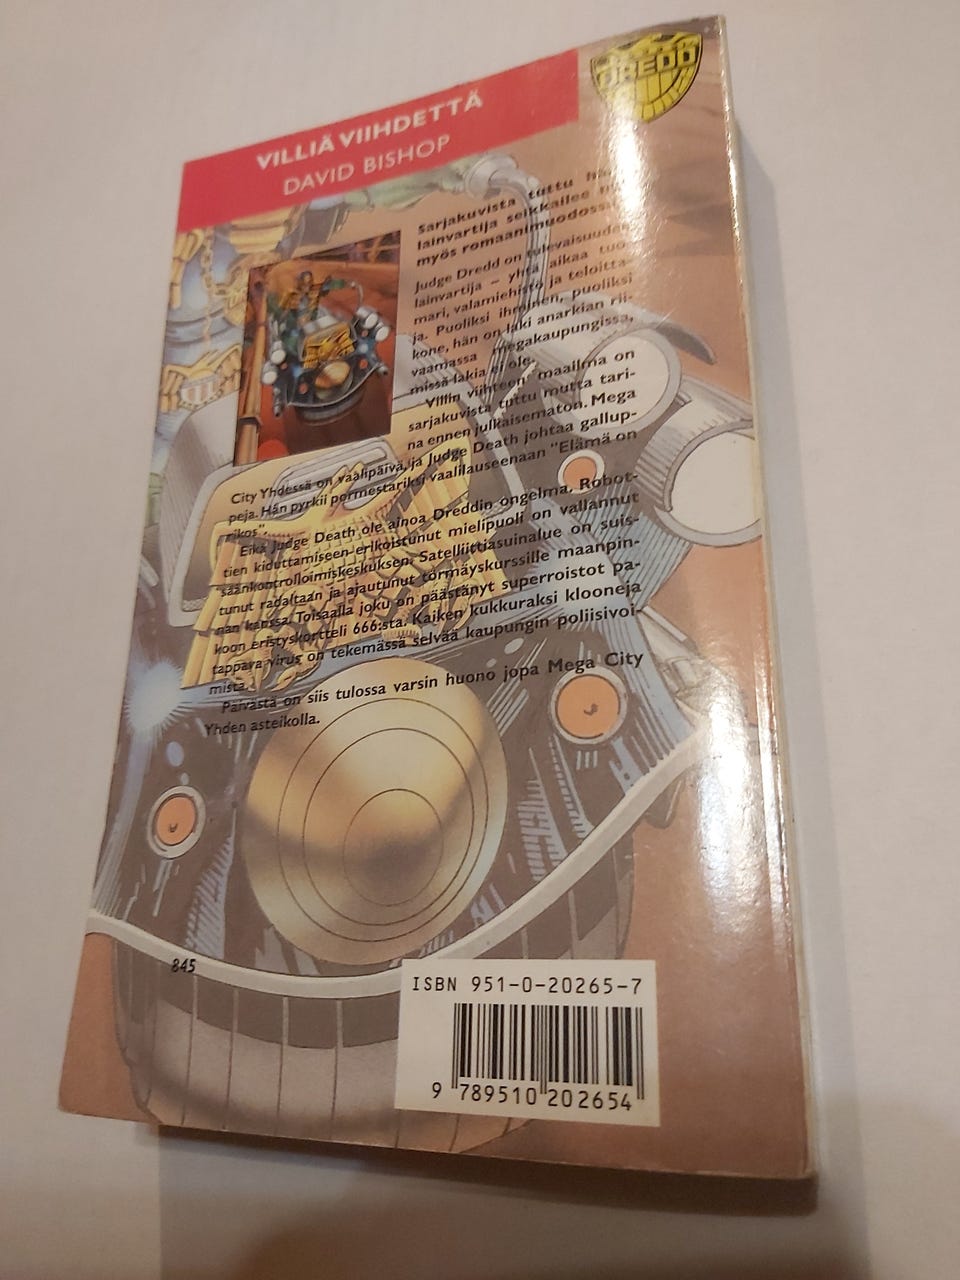 DREDD
VILLIÄ VIIHDETTÄ
DAVID BISHOP
Sarjakuvista tuttu
lainvartija seikkailee
myös romaanimuodossa
Judge Dredd on tulevaisuuden
lainvartija – yhtä aikaa tuo-
mari, valamiehistö ja teloitta-
ja. Puoliksi ihminen, puoliksi
kone, hän on laki anarkian rii-
vaamassa megakaupungissa,
missä lakia ei ole.
Villin viihteen maailma on
sarjakuvista tuttu mutta tari-
na ennen julkaisematon. Mega
City Yhdessä on vaalipäivä, ja Judge Death johtaa gallup-
peja. Hän pyrkii pormestariksi vaalilauseenaan "Elämä on
rikos".
Eikä Judge Death ole ainoa Dreddin ongelma. Robot-
tien kiduttamiseen erikoistunut mielipuoli on vallannut
säänkontrolloimiskeskuksen. Satelliittiasuinalue on suis-
tunut radaltaan ja ajautunut törmäyskurssille maanpin-
nan kanssa. Toisaalla joku on päästänyt superroistot pa-
koon eristyskortteli 666:sta. Kaiken kukkuraksi klooneja
tappava virus on tekemässä selvää kaupungin poliisivoi-
mista.
Päivästä on siis tulossa varsin huono jopa Mega City
Yhden asteikolla.
845
ISBN 951-0-20265-7
9 789510 202654